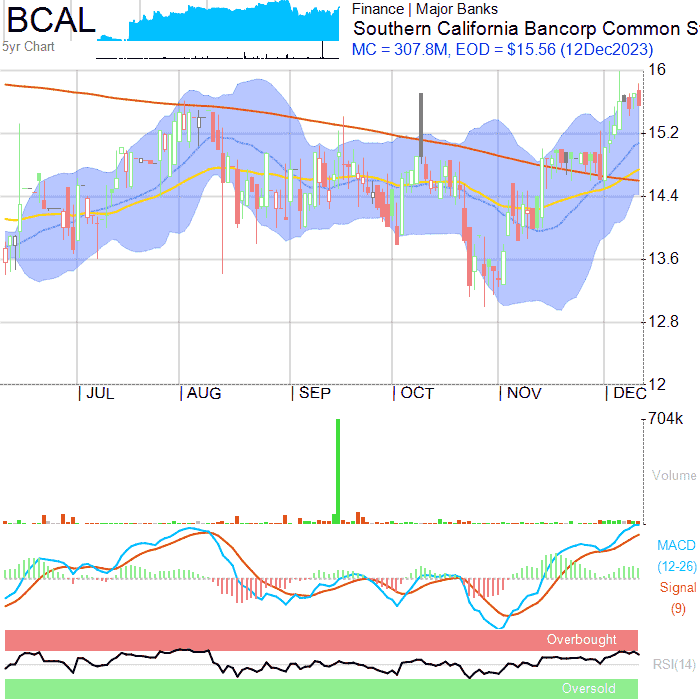 BCAL
5yr Chart
Finance | Major Banks
Southern California Bancorp Common S
MC = 307.8M, EOD = $15.56 (12Dec2023)
16
15.2
14.4
13.6
12.8
12
| JUL | AUG | SEP | OCT | NOV | DEC
704k
Volume
MACD
(12-26)
Signal
(9)
Overbought
RSI(14)
Oversold